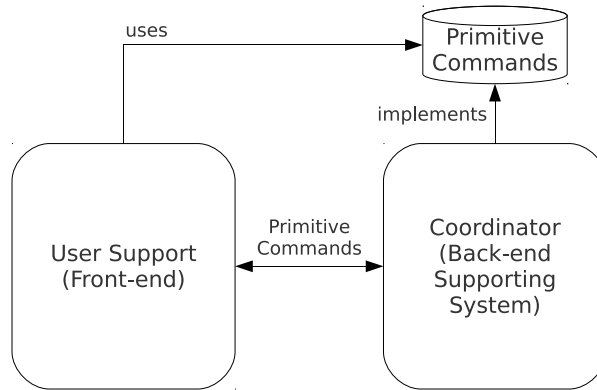 uses
Primitive
Commands
implements
User Support
(Front-end)
Primitive
Commands
Coordinator
(Back-end
Supporting
System)